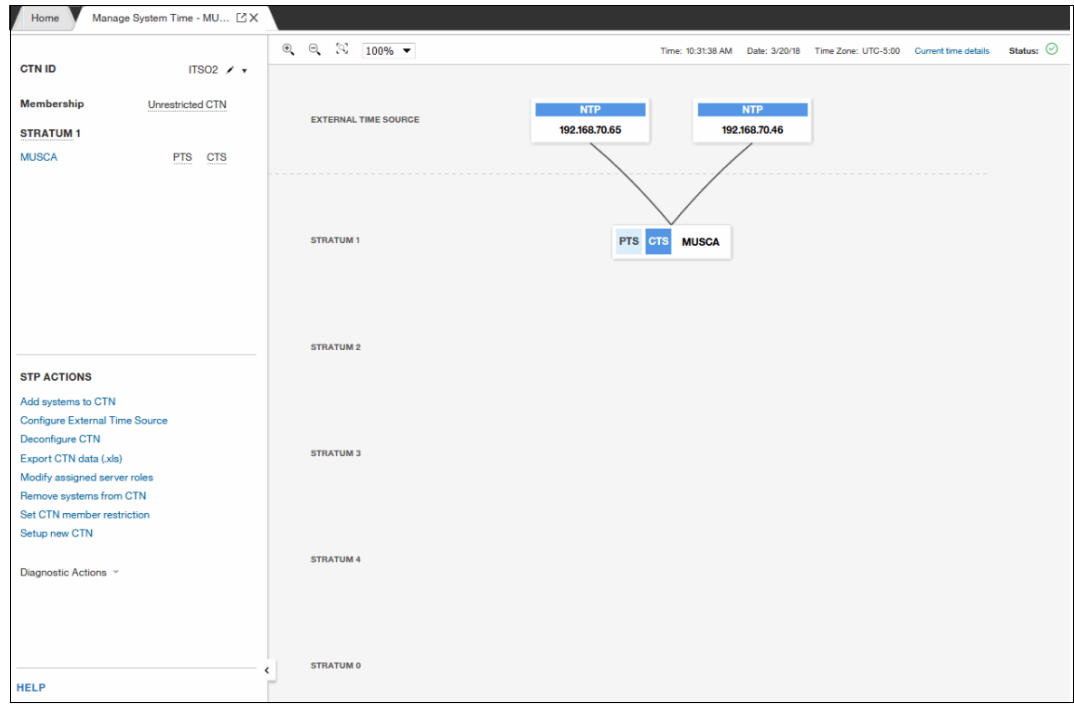 Home
Manage System Time - MU...
100%
Time: 10:31:38 AM Date: 3/20/18 Time Zone: UTC-5:00 Current time details Status:
CTN ID ITSO2
Membership Unrestricted CTN
STRATUM 1
MUSCA PTS CTS
STP ACTIONS
Add systems to CTN
Configure External Time Source
Deconfigure CTN
Export CTN data (.xls)
Modify assigned server roles
Remove systems from CTN
Set CTN member restriction
Setup new CTN
Diagnostic Actions
HELP
EXTERNAL TIME SOURCE
NTP
192.168.70.65
NTP
192.168.70.46
STRATUM 1
PTS CTS MUSCA
STRATUM 2
STRATUM 3
STRATUM 4
STRATUM 0